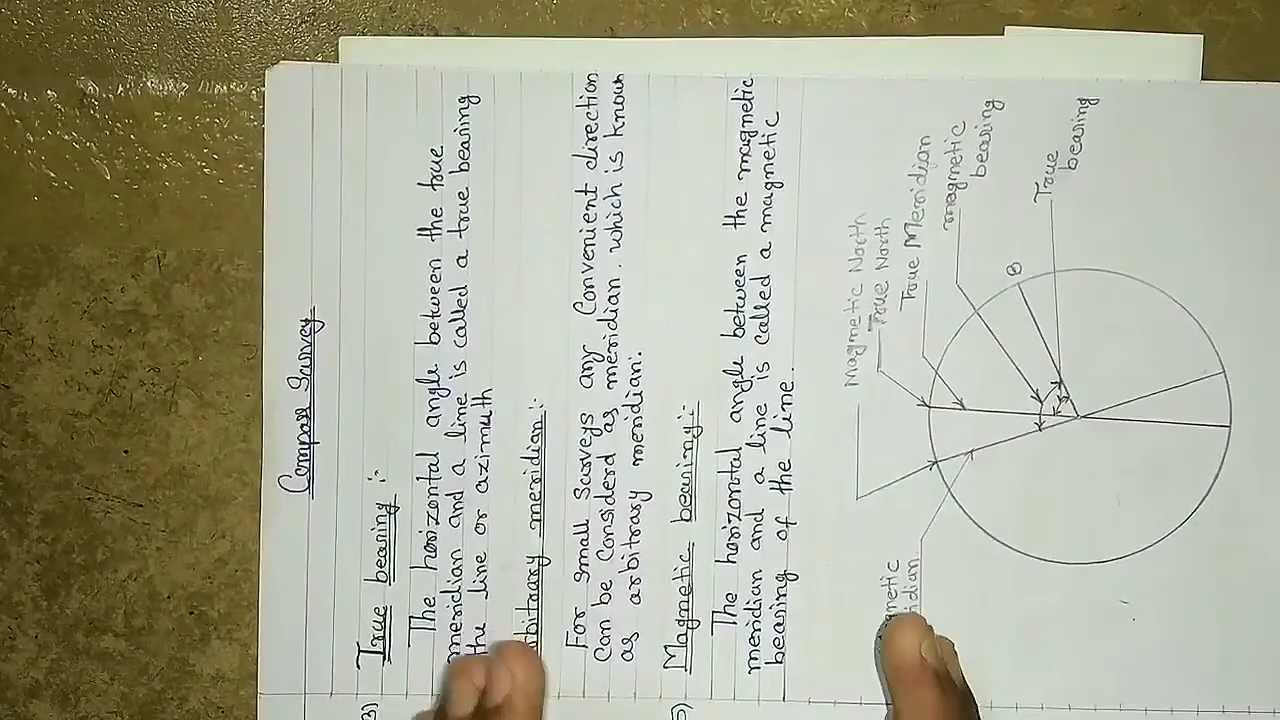 Compass Survey
3) True bearing :-
The horizontal angle between the true
meridian and a line is called a true bearing
the line or azimuth
rbitrary meridian:-
For small surveys any Convenient direction
Can be Considerd as meridian. which is known
as arbitrary meridian.
5) Magnetic bearing:-
The horizontal angle between the magnetic
meridian and a line is called a magnetic
bearing of the line.
Magnetic North
True North
True Meridian
magnetic
bearing
True
bearing
B
gnetic
idian